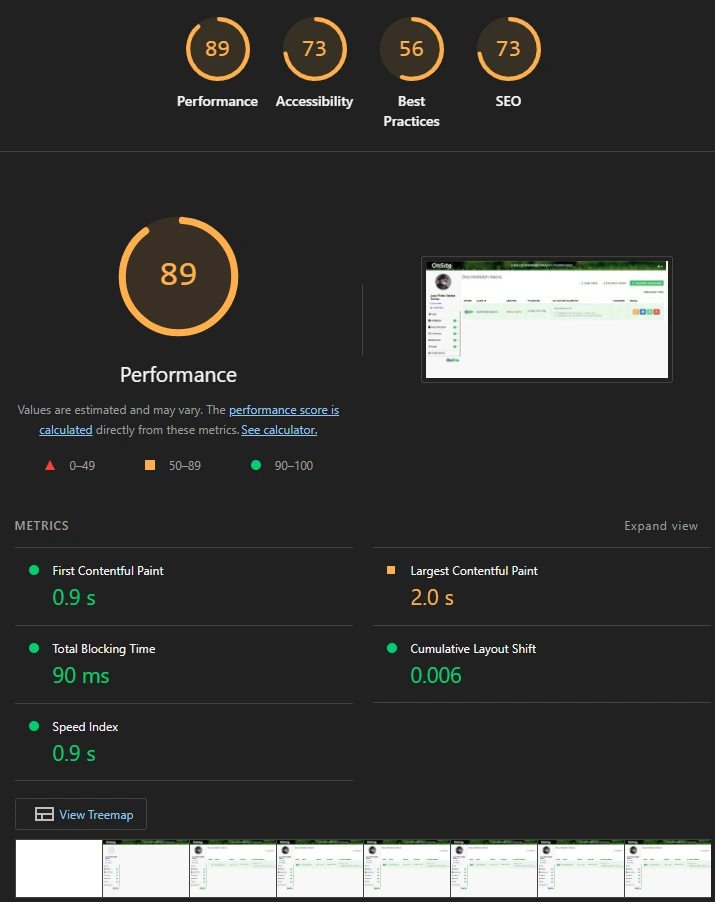 89
73
56
73
Performance
Accessibility
Best
Practices
SEO
89
Performance
Values are estimated and may vary. The performance score is
calculated directly from these metrics. See calculator.
0–49
50–89
90–100
OnSite
METRICS
Expand view
First Contentful Paint
0.9 s
Largest Contentful Paint
2.0 s
Total Blocking Time
90 ms
Cumulative Layout Shift
0.006
Speed Index
0.9 s
View Treemap